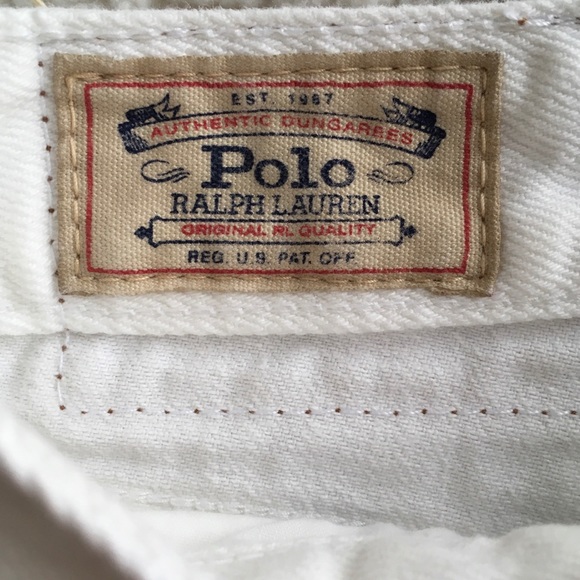 EST 1967
AUTHENTIC DUNGAREES
Polo
RALPH LAUREN
ORIGINAL RL QUALITY
REG. U.S. PAT. OFF